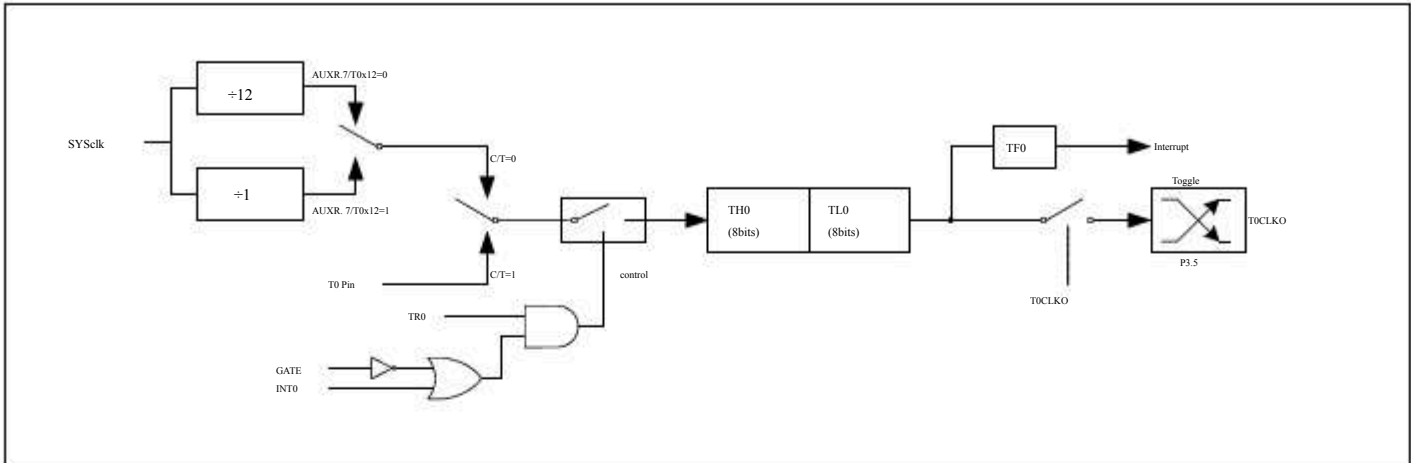 ÷12
AUXR.7/T0x12=0
SYSclk
÷1
AUXR. 7/T0x12=1
C/T=0
T0 Pin
C/T=1
TR0
GATE
INT0
control
TH0
(8bits)
TL0
(8bits)
TF0
Interrupt
Toggle
T0CLKO
P3.5
T0CLKO